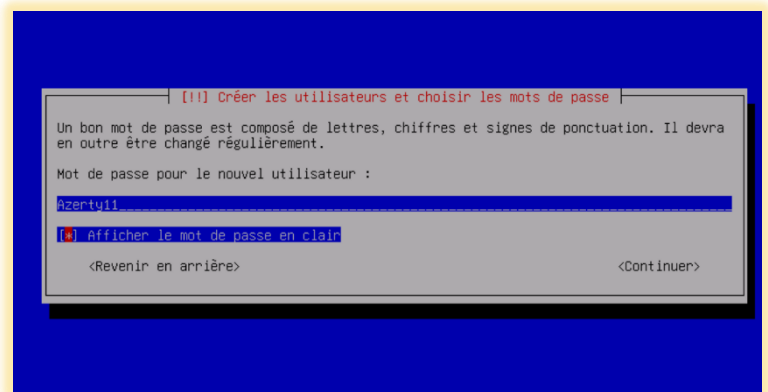 [!!] Créer les utilisateurs et choisir les mots de passe
Un bon mot de passe est composé de lettres, chiffres et signes de ponctuation. Il devra
en outre être changé régulièrement.
Mot de passe pour le nouvel utilisateur :
Azerty11
[*] Afficher le mot de passe en clair
<Revenir en arrière> <Continuer>